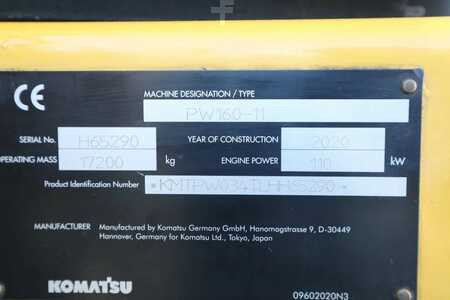 CE
MACHINE DESIGNATION / TYPE
PW160-11
SERIAL No. H65290 YEAR OF CONSTRUCTION 2020
OPERATING MASS 17200 kg ENGINE POWER 110 kW
Product Identification Number *KMTPW034TLHH65290*
MANUFACTURER Manufactured by Komatsu Germany GmbH, Hanomagstrasse 9, D-30449
Hannover, Germany for Komatsu Ltd., Tokyo, Japan
KOMATSU
09602020N3